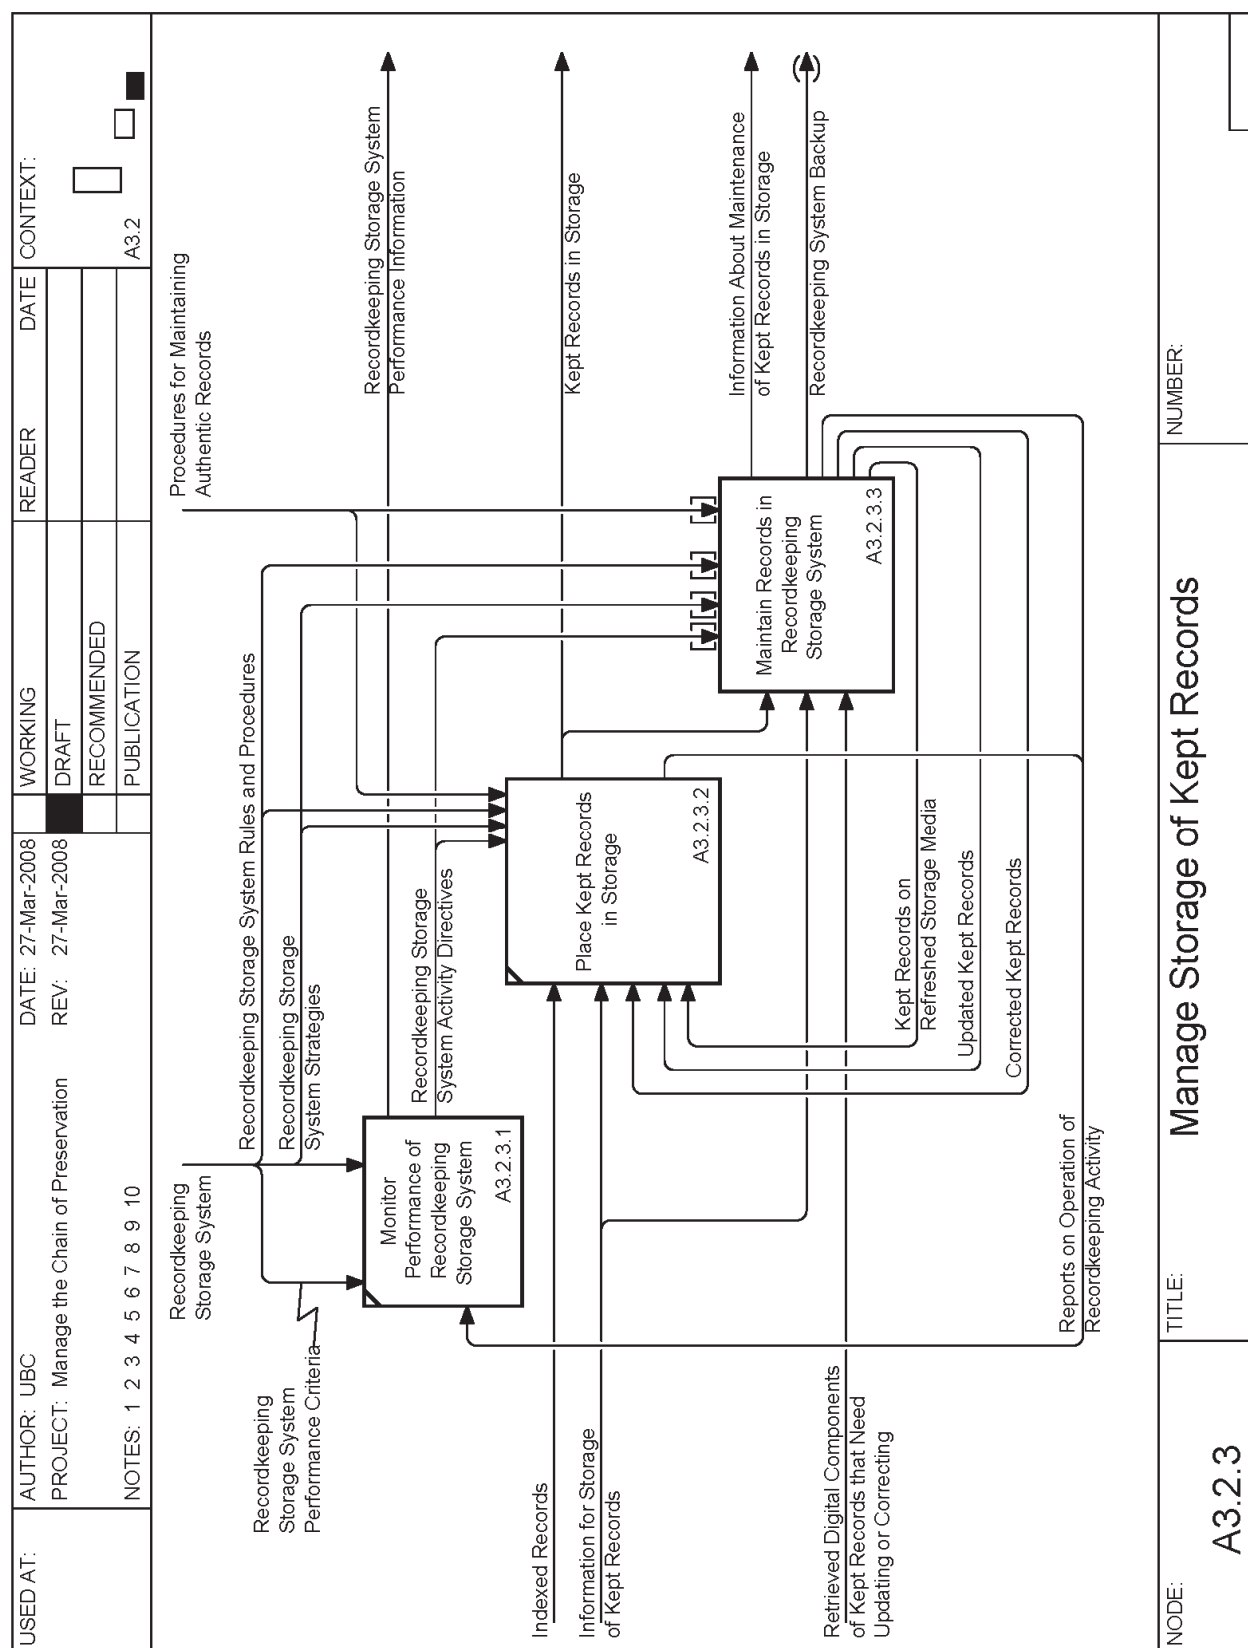 USED AT:
AUTHOR: UBC
PROJECT: Manage the Chain of Preservation
NOTES: 1 2 3 4 5 6 7 8 9 10
DATE: 27-Mar-2008
REV: 27-Mar-2008
WORKING
DRAFT
RECOMMENDED
PUBLICATION
READER
DATE
CONTEXT:
A3.2
Recordkeeping
Storage System
Procedures for Maintaining
Authentic Records
Recordkeeping Storage System Rules and Procedures
Recordkeeping Storage
System Strategies
Recordkeeping
Storage System
Performance Criteria
Recordkeeping Storage System
Performance Information
Monitor
Performance of
Recordkeeping
Storage System
A3.2.3.1
Recordkeeping Storage
System Activity Directives
Indexed Records
Kept Records in Storage
Information for Storage
of Kept Records
Place Kept Records
in Storage
A3.2.3.2
Information About Maintenance
of Kept Records in Storage
Maintain Records in
Recordkeeping
Storage System
A3.2.3.3
Recordkeeping System Backup
Retrieved Digital Components
of Kept Records that Need
Updating or Correcting
Kept Records on
Refreshed Storage Media
Updated Kept Records
Corrected Kept Records
Reports on Operation of
Recordkeeping Activity
NODE:
A3.2.3
TITLE:
Manage Storage of Kept Records
NUMBER: